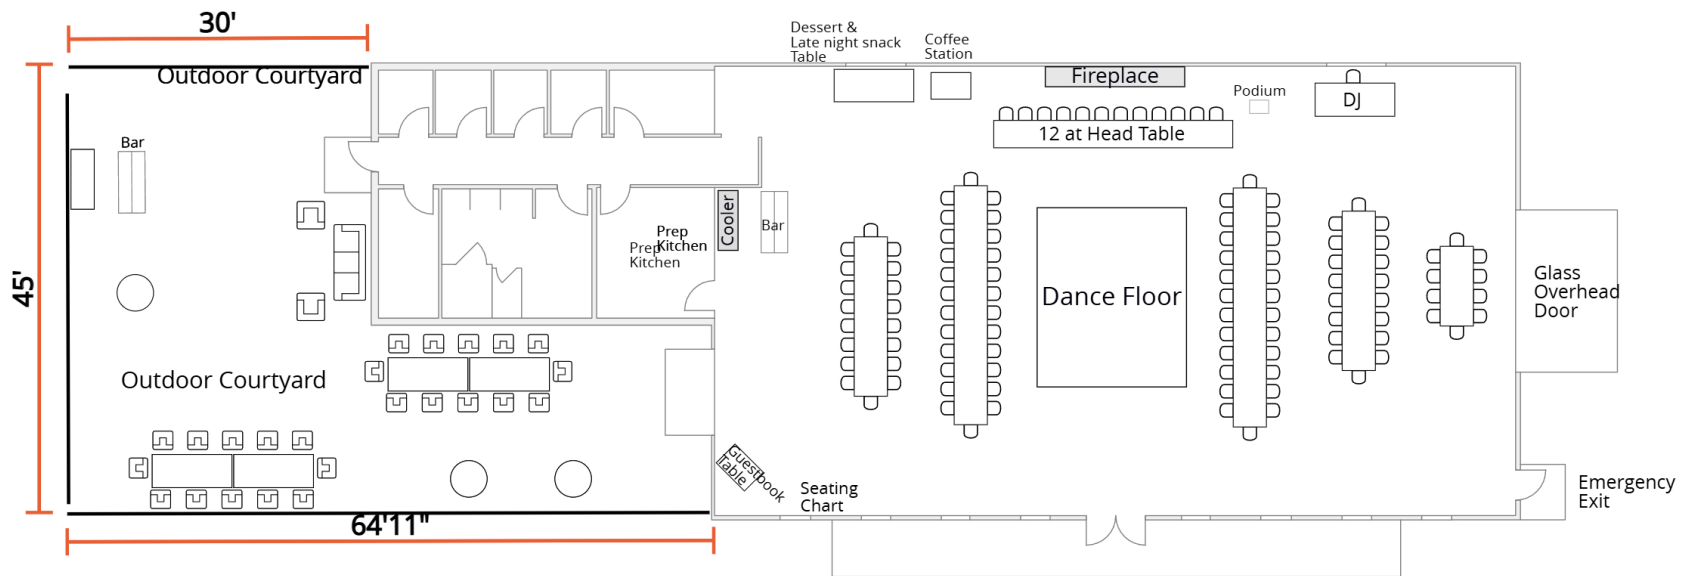 30'
Outdoor Courtyard
Dessert &
Late night snack
Table
Coffee
Station
Fireplace
Podium
DJ
12 at Head Table
Bar
Cooler
Bar
Prep
Kitchen
Prep
Kitchen
45'
Dance Floor
Glass
Overhead
Door
Outdoor Courtyard
Guestbook
Table
Seating
Chart
Emergency
Exit
64'11"